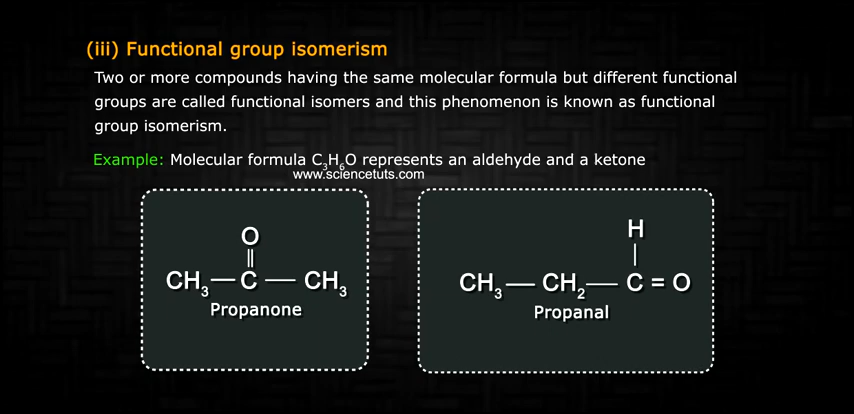 (iii) Functional group isomerism
Two or more compounds having the same molecular formula but different functional
groups are called functional isomers and this phenomenon is known as functional
group isomerism.
Example: Molecular formula C₃H₆O represents an aldehyde and a ketone
www.sciencetuts.com
O
||
CH₃ — C — CH₃
Propanone
H
|
CH₃ — CH₂ — C = O
Propanal